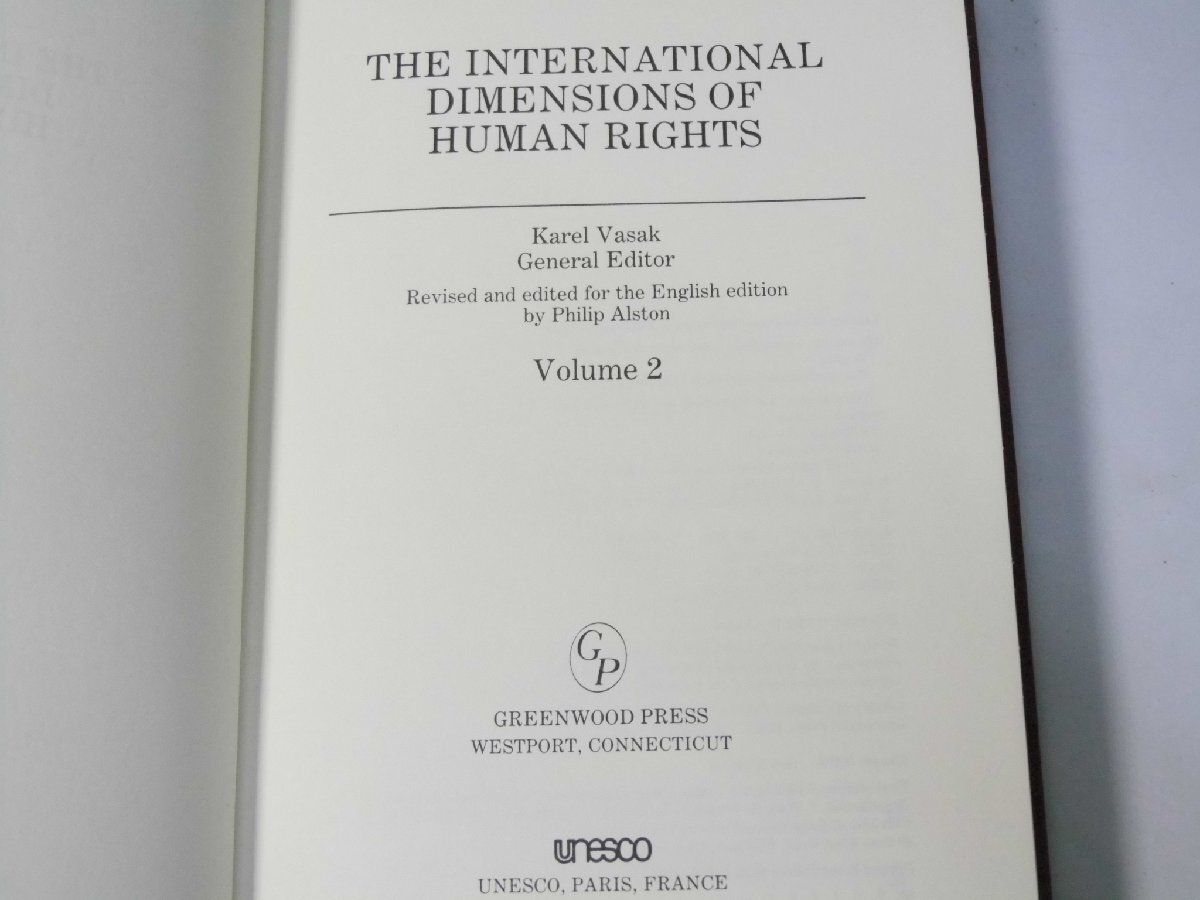 THE INTERNATIONAL
DIMENSIONS OF
HUMAN RIGHTS
Karel Vasak
General Editor
Revised and edited for the English edition
by Philip Alston
Volume 2
GP
GREENWOOD PRESS
WESTPORT, CONNECTICUT
unesco
UNESCO, PARIS, FRANCE